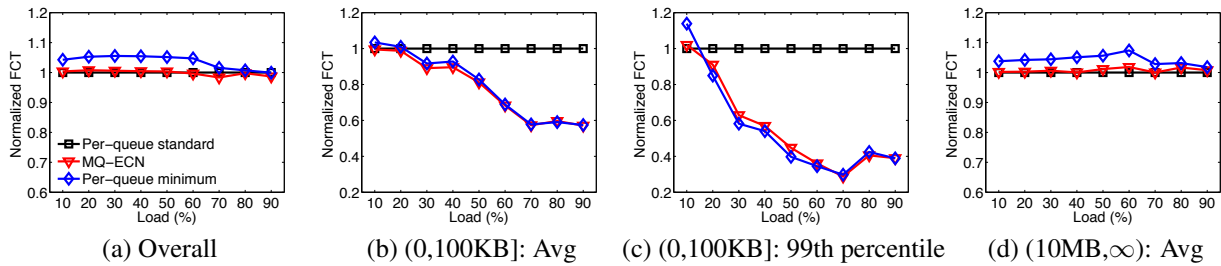 Normalized FCT
1.2
1.1
1
0.9
0.8
0.7
0.6
Per-queue standard
MQ-ECN
Per-queue minimum
10 20 30 40 50 60 70 80 90
Load (%)
(a) Overall
Normalized FCT
1.2
1
0.8
0.6
0.4
0.2
10 20 30 40 50 60 70 80 90
Load (%)
(b) (0,100KB]: Avg
Normalized FCT
1.2
1
0.8
0.6
0.4
0.2
10 20 30 40 50 60 70 80 90
Load (%)
(c) (0,100KB]: 99th percentile
Normalized FCT
1.2
1.1
1
0.9
0.8
0.7
0.6
10 20 30 40 50 60 70 80 90
Load (%)
(d) (10MB,∞): Avg